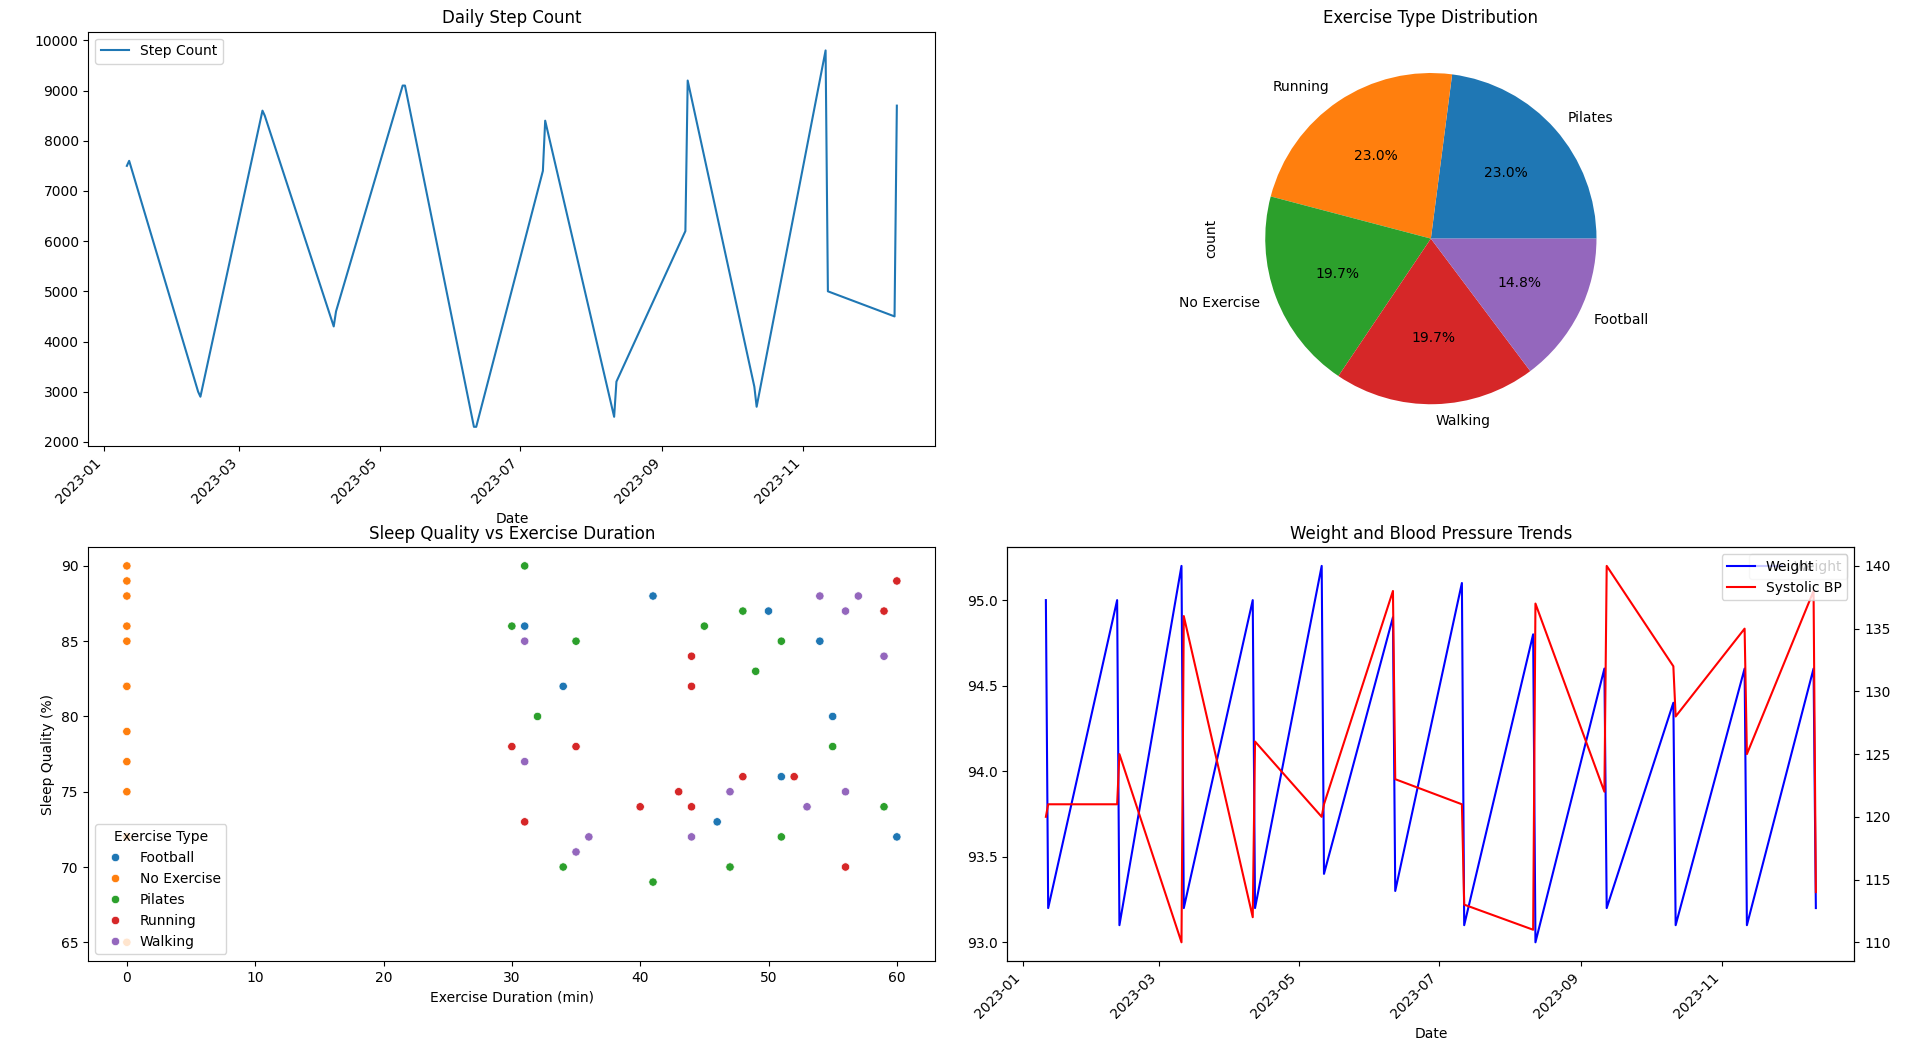 Daily Step Count
Step Count
10000
9000
8000
7000
6000
5000
4000
3000
2000
2023-01
2023-03
2023-05
2023-07
2023-09
2023-11
Date
Exercise Type Distribution
Running
Pilates
23.0%
23.0%
count
19.7%
14.8%
No Exercise
Football
19.7%
Walking
Sleep Quality vs Exercise Duration
Sleep Quality (%)
90
85
80
75
70
65
Exercise Type
Football
No Exercise
Pilates
Running
Walking
0
10
20
30
40
50
60
Exercise Duration (min)
Weight and Blood Pressure Trends
Weight
Systolic BP
95.0
94.5
94.0
93.5
93.0
140
135
130
125
120
115
110
2023-01
2023-03
2023-05
2023-07
2023-09
2023-11
Date